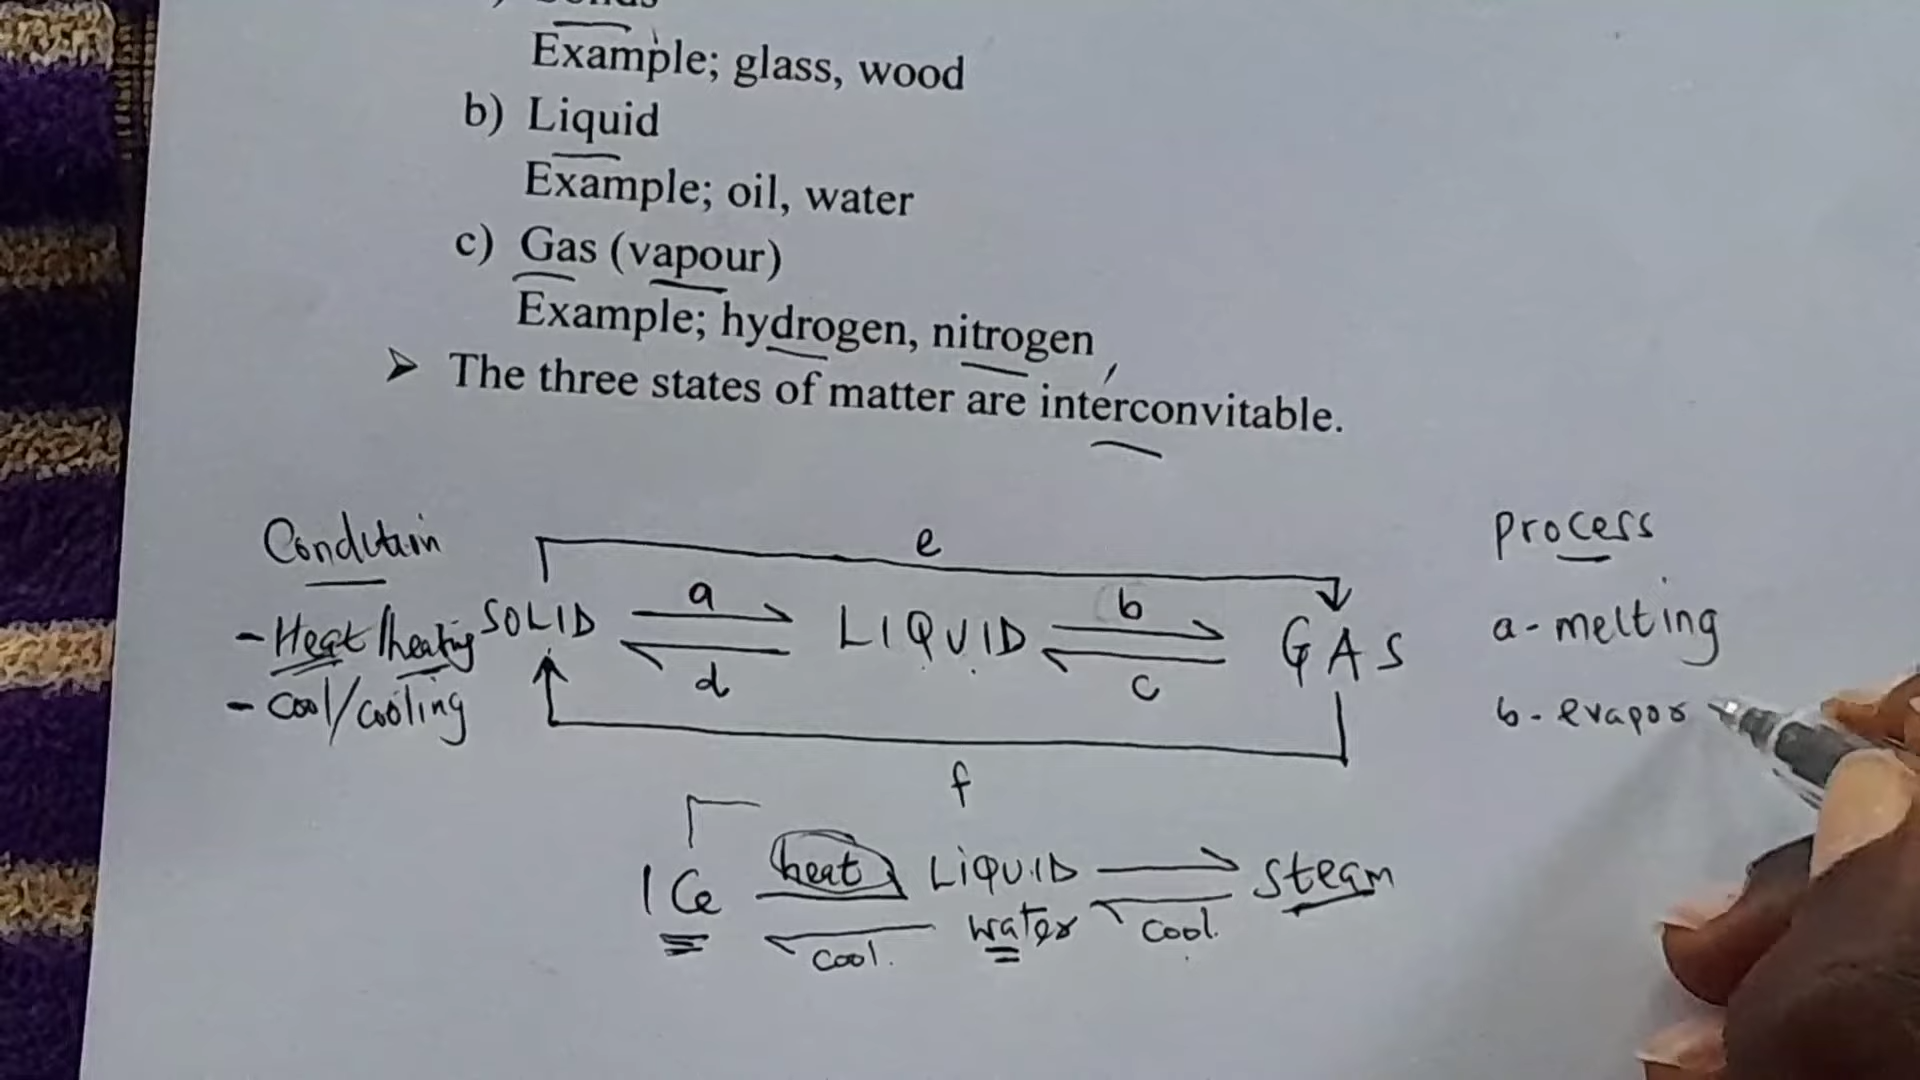 Example; glass, wood
b) Liquid
Example; oil, water
c) Gas (vapour)
Example; hydrogen, nitrogen
➤ The three states of matter are interconvitable.
Condition
- Heat/heating
- Cool/cooling
e
SOLID a LIQUID b GAS
d c
f
ICe heat LIQUID steam
cool. water cool.
process
a - melting
b - evapor